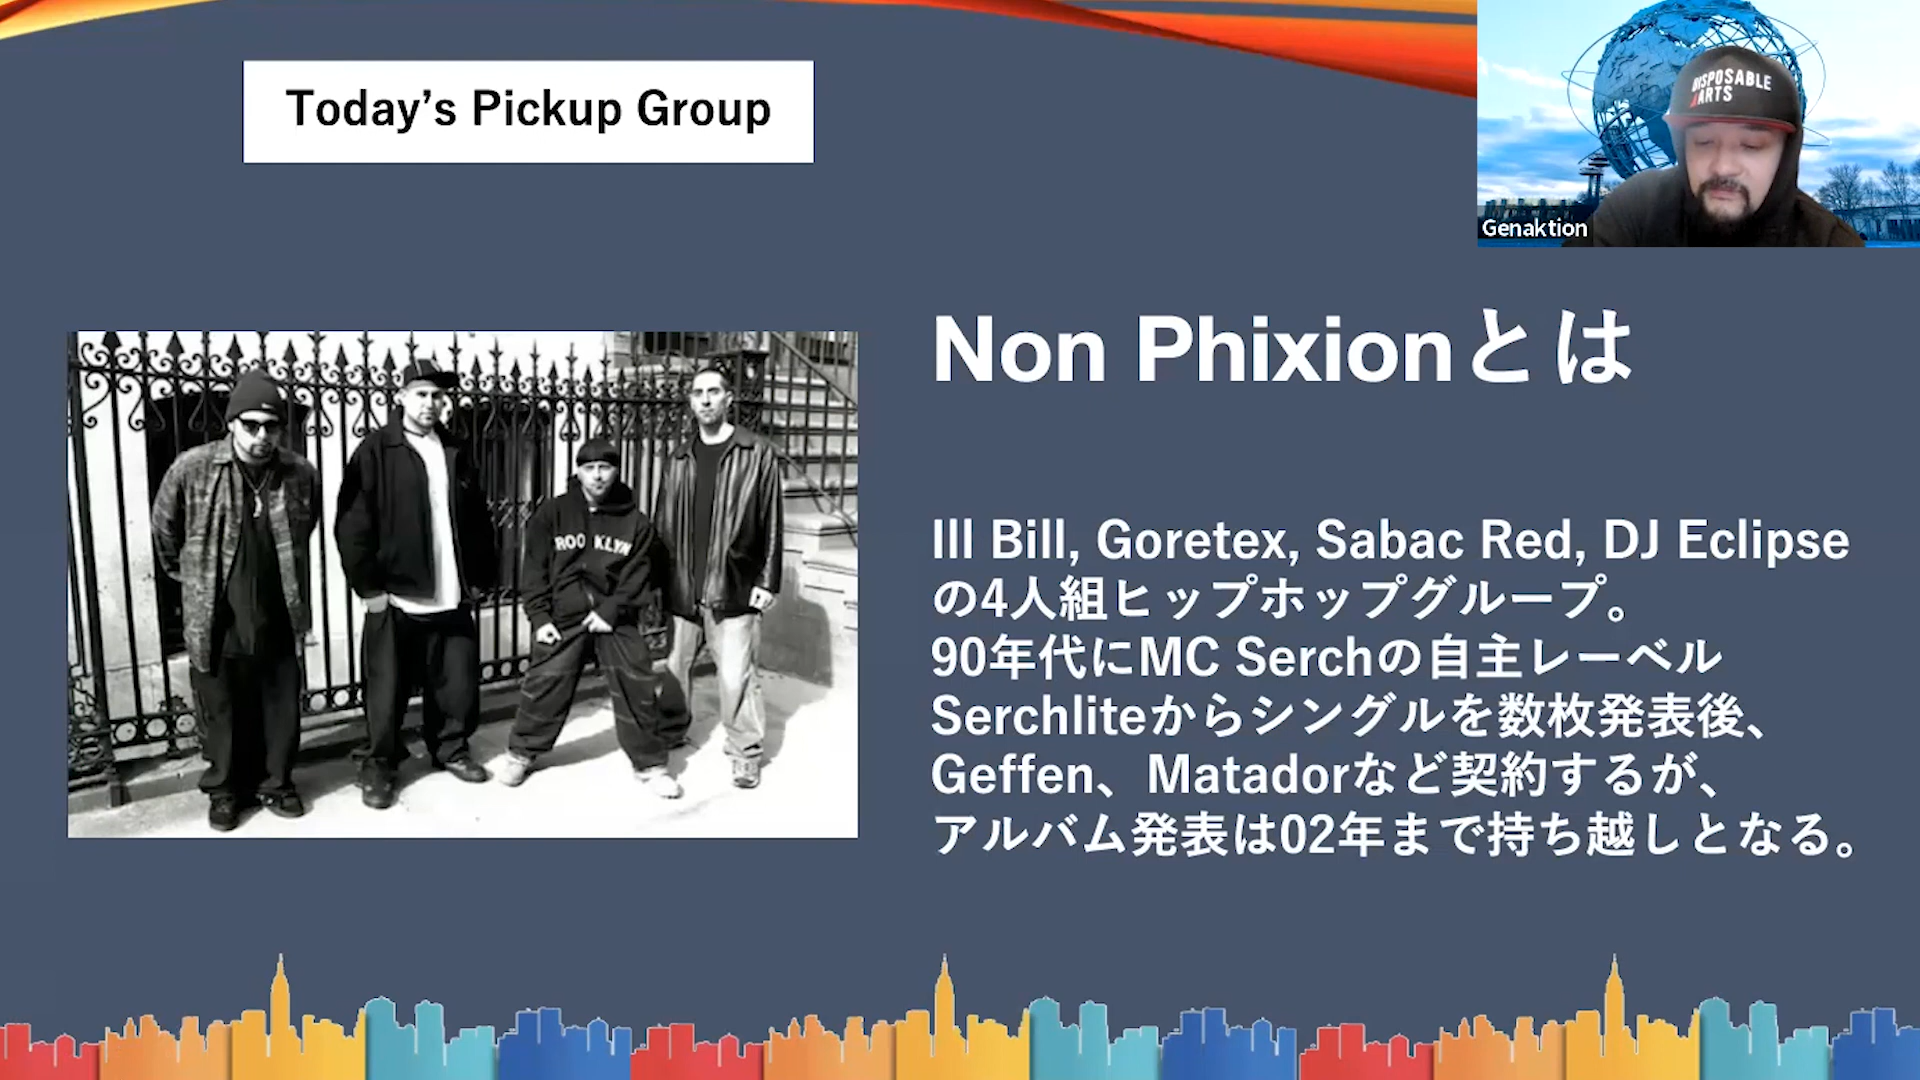 Today’s Pickup Group
DISPOSABLE
ARTS
Genaktion
Non Phixionとは
ROO KLYN
Ill Bill, Goretex, Sabac Red, DJ Eclipse
の4人組ヒップホップグループ。
90年代にMC Serchの自主レーベル
Serchliteからシングルを数枚発表後、
Geffen、Matadorなど契約するが、
アルバム発表は02年まで持ち越しとなる。